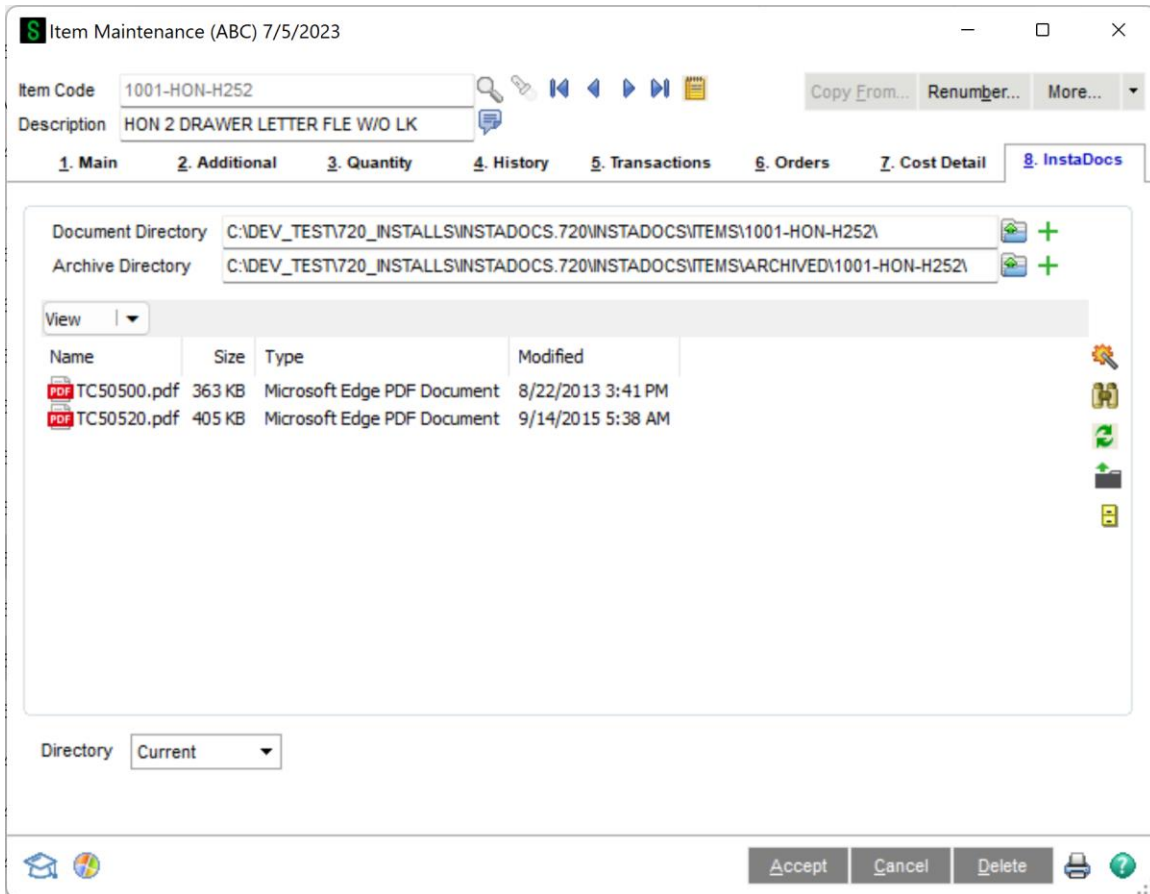 Item Maintenance (ABC) 7/5/2023
Item Code 1001-HON-H252 Copy From... Renumber... More...
Description HON 2 DRAWER LETTER FLE W/O LK
1. Main 2. Additional 3. Quantity 4. History 5. Transactions 6. Orders 7. Cost Detail 8. InstaDocs
Document Directory C:\DEV_TEST\720_INSTALLS\INSTADOCS.720\INSTADOCS\ITEMS\1001-HON-H252\
Archive Directory C:\DEV_TEST\720_INSTALLS\INSTADOCS.720\INSTADOCS\ITEMS\ARCHIVED\1001-HON-H252\
View
Name Size Type Modified
PDF TC50500.pdf 363 KB Microsoft Edge PDF Document 8/22/2013 3:41 PM
PDF TC50520.pdf 405 KB Microsoft Edge PDF Document 9/14/2015 5:38 AM
Directory Current
Accept Cancel Delete